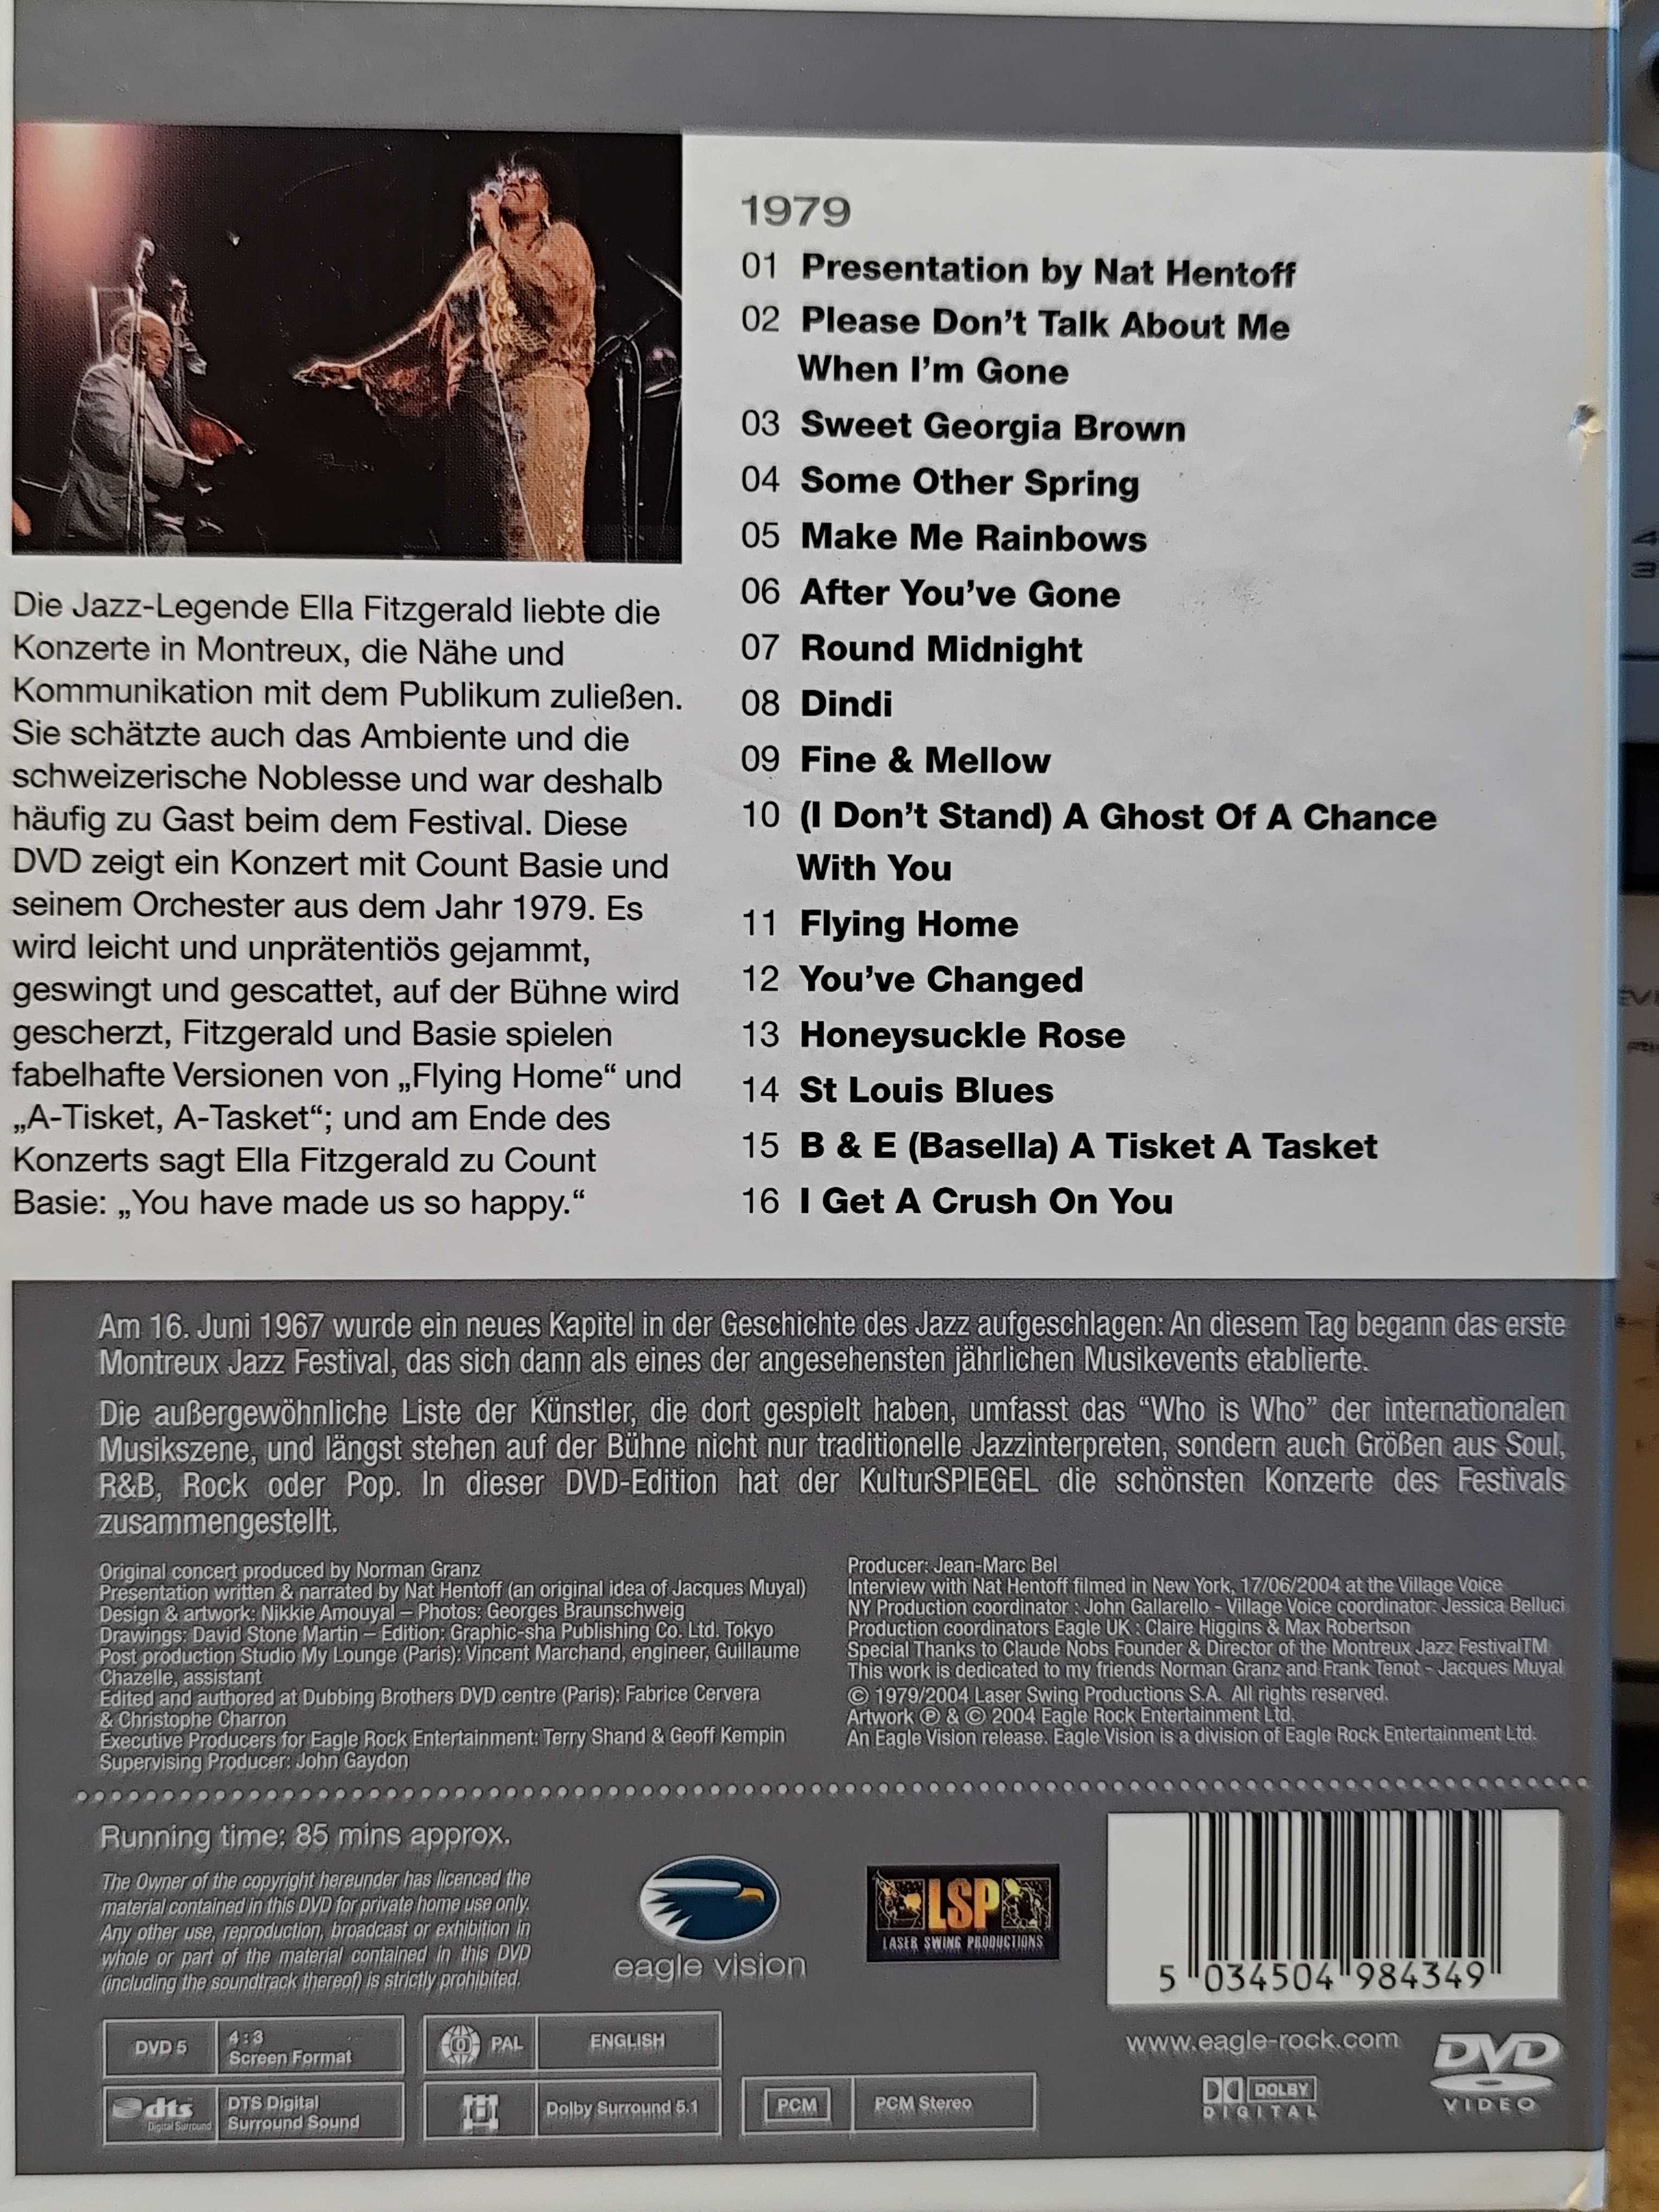 1979
01 Presentation by Nat Hentoff
02 Please Don't Talk About Me
When I'm Gone
03 Sweet Georgia Brown
04 Some Other Spring
05 Make Me Rainbows
06 After You've Gone
07 Round Midnight
08 Dindi
09 Fine & Mellow
10 (I Don't Stand) A Ghost Of A Chance
With You
11 Flying Home
12 You've Changed
13 Honeysuckle Rose
14 St Louis Blues
15 B & E (Basella) A Tisket A Tasket
16 I Get A Crush On You
Die Jazz-Legende Ella Fitzgerald liebte die
Konzerte in Montreux, die Nähe und
Kommunikation mit dem Publikum zuließen.
Sie schätzte auch das Ambiente und die
schweizerische Noblesse und war deshalb
häufig zu Gast beim dem Festival. Diese
DVD zeigt ein Konzert mit Count Basie und
seinem Orchester aus dem Jahr 1979. Es
wird leicht und unprätentiös gejammt,
geswingt und gescattet, auf der Bühne wird
gescherzt, Fitzgerald und Basie spielen
fabelhafte Versionen von „Flying Home“ und
„A-Tisket, A-Tasket“; und am Ende des
Konzerts sagt Ella Fitzgerald zu Count
Basie: „You have made us so happy.“
Am 16. Juni 1967 wurde ein neues Kapitel in der Geschichte des Jazz aufgeschlagen: An diesem Tag begann das erste
Montreux Jazz Festival, das sich dann als eines der angesehensten jährlichen Musikevents etablierte.
Die außergewöhnliche Liste der Künstler, die dort gespielt haben, umfasst das “Who is Who” der internationalen
Musikszene, und längst stehen auf der Bühne nicht nur traditionelle Jazzinterpreten, sondern auch Größen aus Soul,
R&B, Rock oder Pop. In dieser DVD-Edition hat der KulturSPIEGEL die schönsten Konzerte des Festivals
zusammengestellt.
Original concert produced by Norman Granz
Presentation written & narrated by Nat Hentoff (an original idea of Jacques Muyal)
Design & artwork: Nikkie Amouyal – Photos: Georges Braunschweig
Drawings: David Stone Martin – Edition: Graphic-sha Publishing Co. Ltd. Tokyo
Post production Studio My Lounge (Paris): Vincent Marchand, engineer, Guillaume
Chazelle, assistant
Edited and authored at Dubbing Brothers DVD centre (Paris): Fabrice Cervera
& Christophe Charron
Executive Producers for Eagle Rock Entertainment: Terry Shand & Geoff Kempin
Supervising Producer: John Gaydon
Producer: Jean-Marc Bel
Interview with Nat Hentoff filmed in New York, 17/06/2004 at the Village Voice
NY Production coordinator : John Gallarello - Village Voice coordinator: Jessica Belluci
Production coordinators Eagle UK : Claire Higgins & Max Robertson
Special Thanks to Claude Nobs Founder & Director of the Montreux Jazz FestivalTM
This work is dedicated to my friends Norman Granz and Frank Tenot - Jacques Muyal
© 1979/2004 Laser Swing Productions S.A. All rights reserved.
Artwork ℗ & © 2004 Eagle Rock Entertainment Ltd.
An Eagle Vision release. Eagle Vision is a division of Eagle Rock Entertainment Ltd.
Running time: 85 mins approx.
The Owner of the copyright hereunder has licenced the
material contained in this DVD for private home use only.
Any other use, reproduction, broadcast or exhibition in
whole or part of the material contained in this DVD
(including the soundtrack thereof) is strictly prohibited.
eagle vision
LSP
LASER SWING PRODUCTIONS
5 034504 984349
www.eagle-rock.com
DVD 5
4:3
Screen Format
PAL
ENGLISH
dts
Digital Surround
DTS Digital
Surround Sound
Dolby Surround 5.1
PCM
PCM Stereo
DOLBY
DIGITAL
DVD
VIDEO